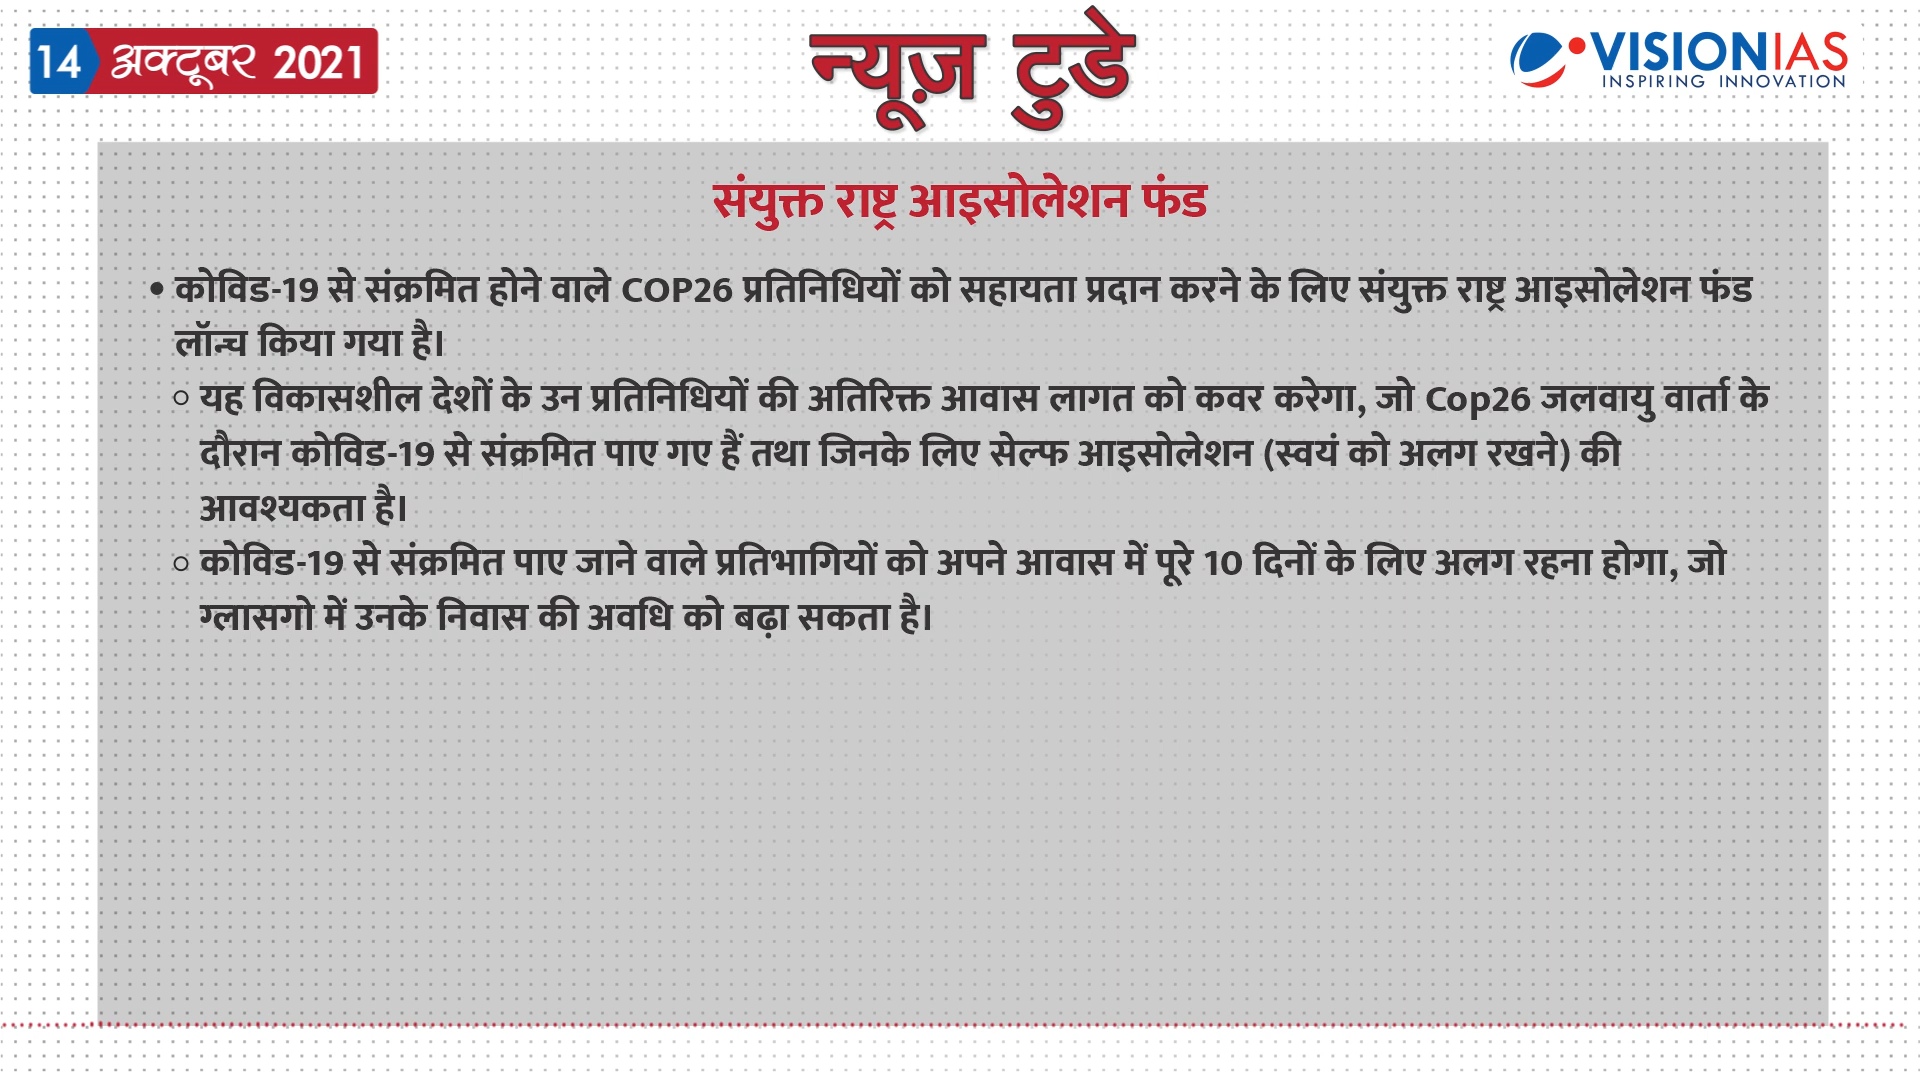 14 अक्टूबर 2021
न्यूज़ टुडे
VISIONIAS
INSPIRING INNOVATION
संयुक्त राष्ट्र आइसोलेशन फंड
• कोविड-19 से संक्रमित होने वाले COP26 प्रतिनिधियों को सहायता प्रदान करने के लिए संयुक्त राष्ट्र आइसोलेशन फंड
लॉन्च किया गया है।
○ यह विकासशील देशों के उन प्रतिनिधियों की अतिरिक्त आवास लागत को कवर करेगा, जो Cop26 जलवायु वार्ता के
दौरान कोविड-19 से संक्रमित पाए गए हैं तथा जिनके लिए सेल्फ आइसोलेशन (स्वयं को अलग रखने) की
आवश्यकता है।
○ कोविड-19 से संक्रमित पाए जाने वाले प्रतिभागियों को अपने आवास में पूरे 10 दिनों के लिए अलग रहना होगा, जो
ग्लासगो में उनके निवास की अवधि को बढ़ा सकता है।